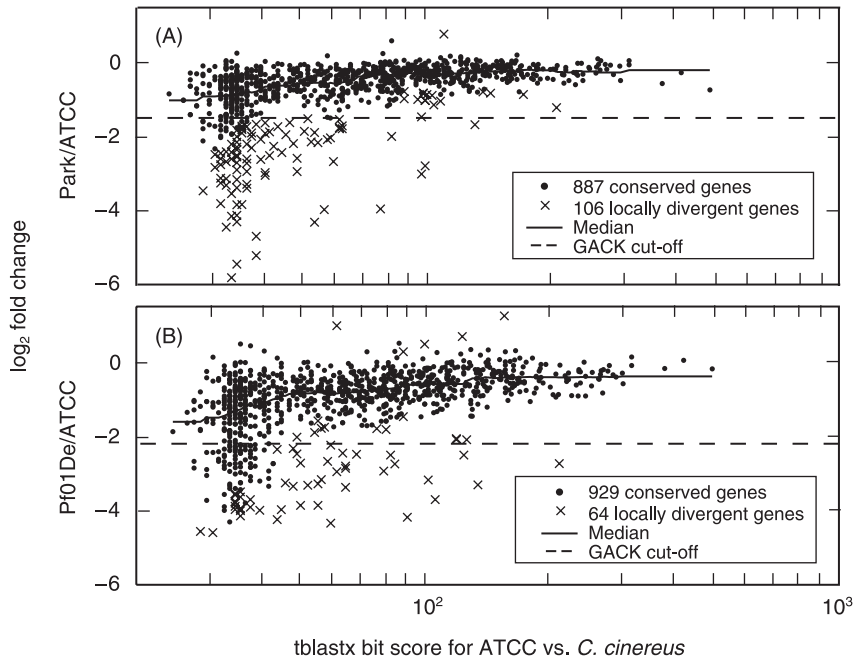 (A)
0
−2
−4
−6
Park/ATCC
887 conserved genes
106 locally divergent genes
Median
GACK cut-off
log2 fold change
(B)
0
−2
−4
−6
Pf01De/ATCC
929 conserved genes
64 locally divergent genes
Median
GACK cut-off
10²
10³
tblastx bit score for ATCC vs. C. cinereus